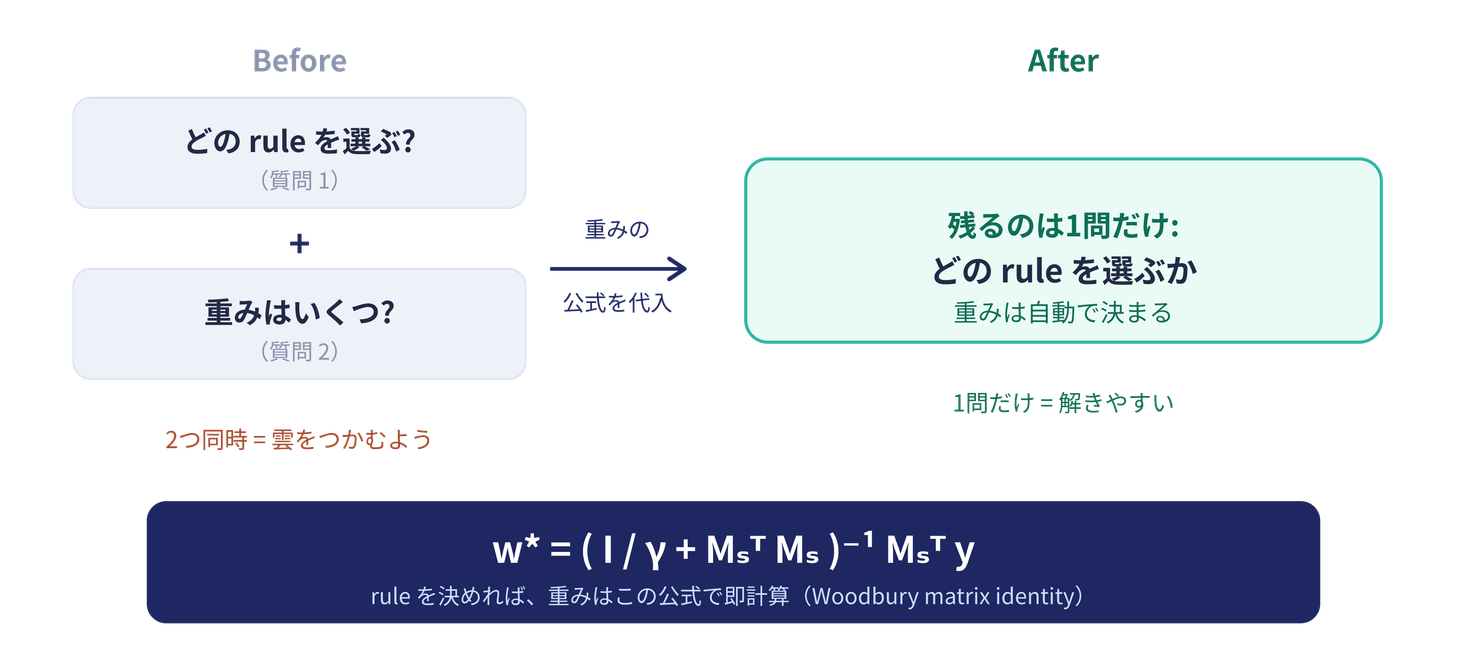 Before
どの rule を選ぶ?
（質問 1）
+
重みはいくつ?
（質問 2）
2つ同時 = 雲をつかむよう
重みの
公式を代入
After
残るのは1問だけ:
どの rule を選ぶか
重みは自動で決まる
1問だけ = 解きやすい
w* = ( I / γ + Mₛᵀ Mₛ )⁻¹ Mₛᵀ y
rule を決めれば、重みはこの公式で即計算（Woodbury matrix identity）